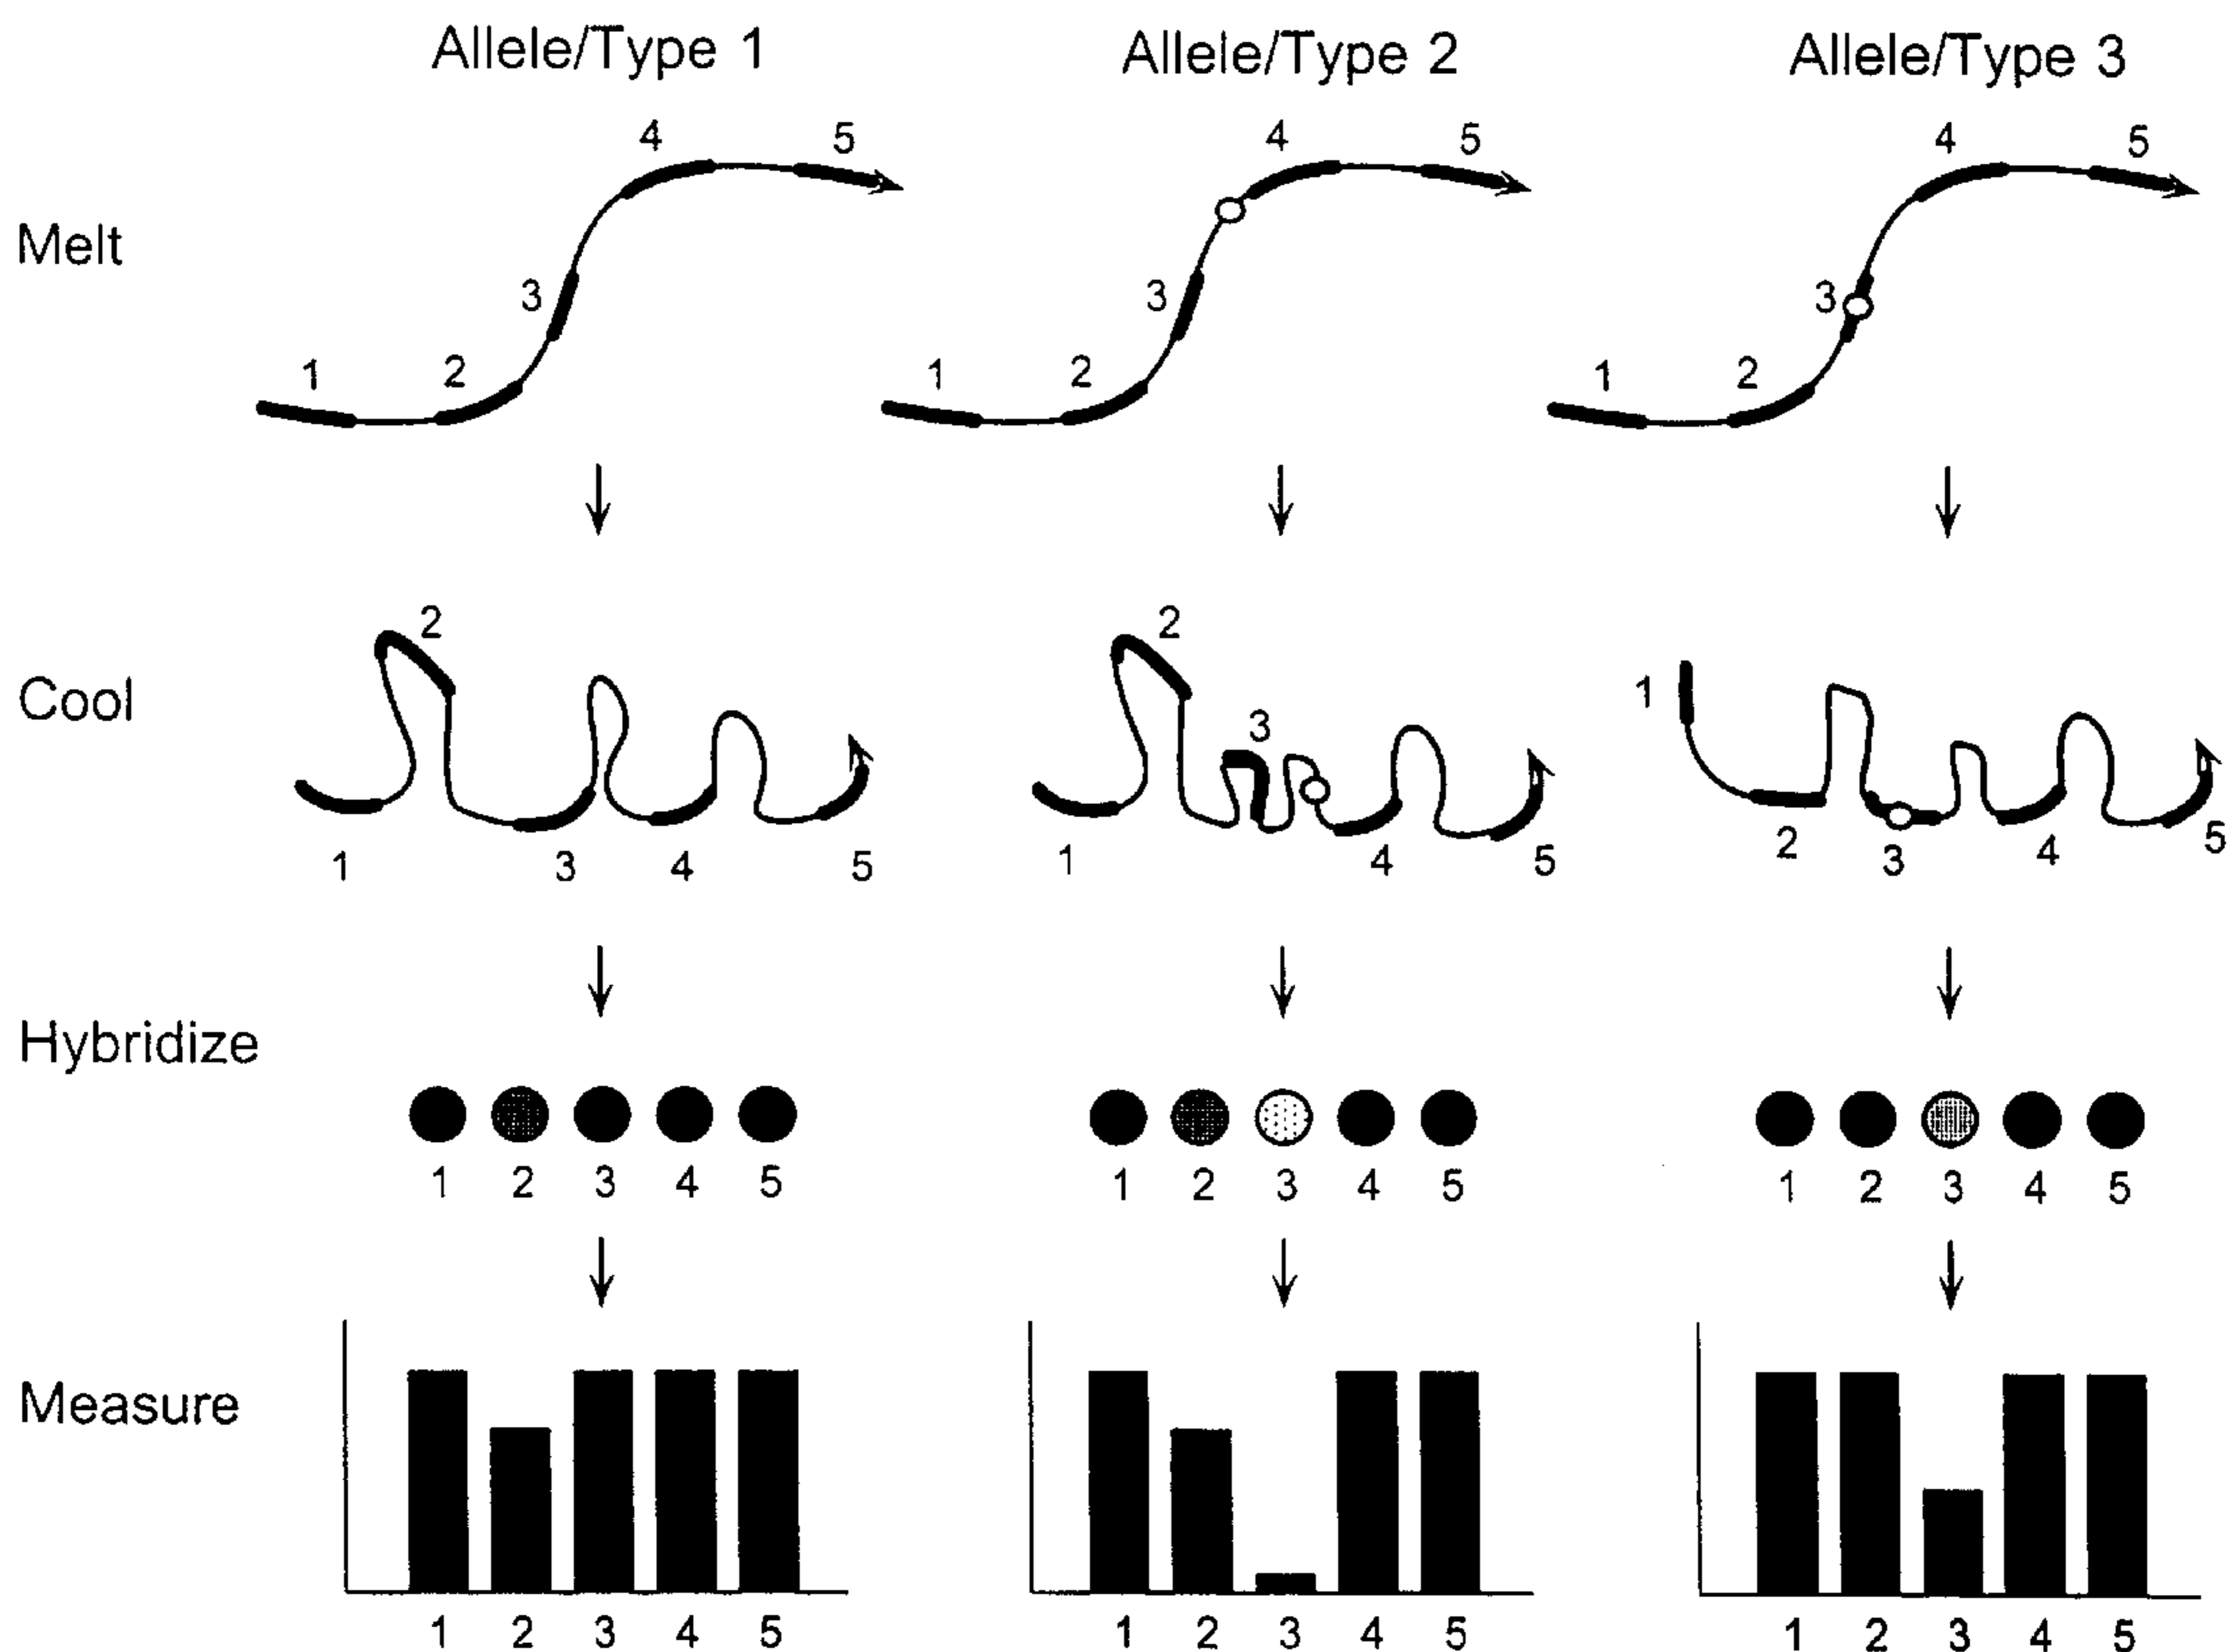 Allele/Type 1 Allele/Type 2 Allele/Type 3
4 5 4 5 4 5
Melt
3 3 3
1 2 1 2 1 2
2 2
3
Cool
1
1 3 4 5 1 4 5 2 3 4 5
Hybridize
1 2 3 4 5 1 2 3 4 5 1 2 3 4 5
Measure
1 2 3 4 5 1 2 3 4 5 1 2 3 4 5